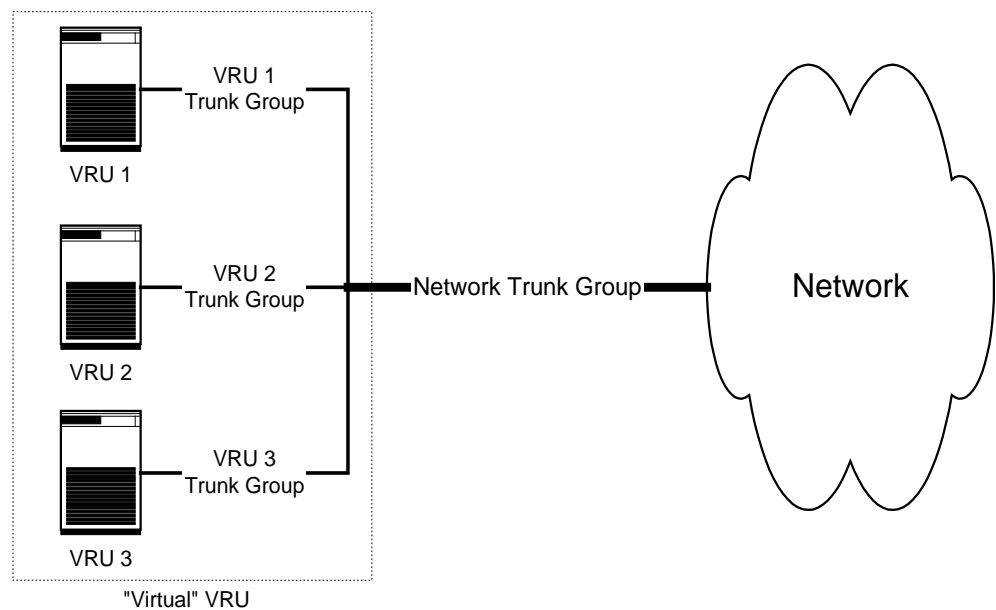 VRU 1
Trunk Group
VRU 1
VRU 2
Trunk Group
Network Trunk Group
Network
VRU 2
VRU 3
Trunk Group
VRU 3
"Virtual" VRU